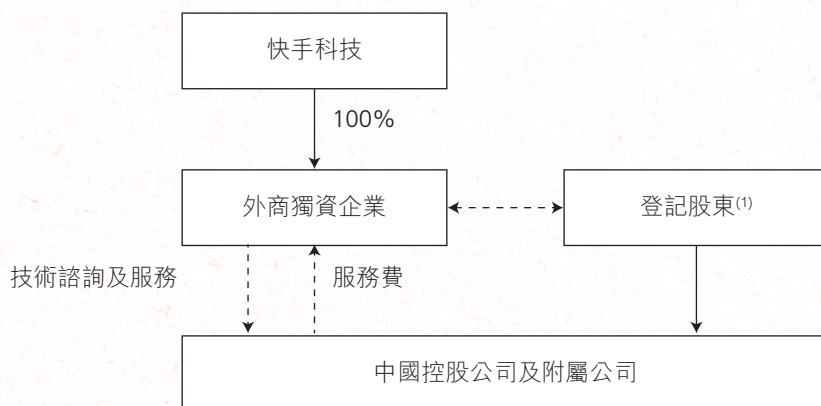 快手科技
100%
外商獨資企業
登記股東(1)
技術諮詢及服務
服務費
中國控股公司及附屬公司